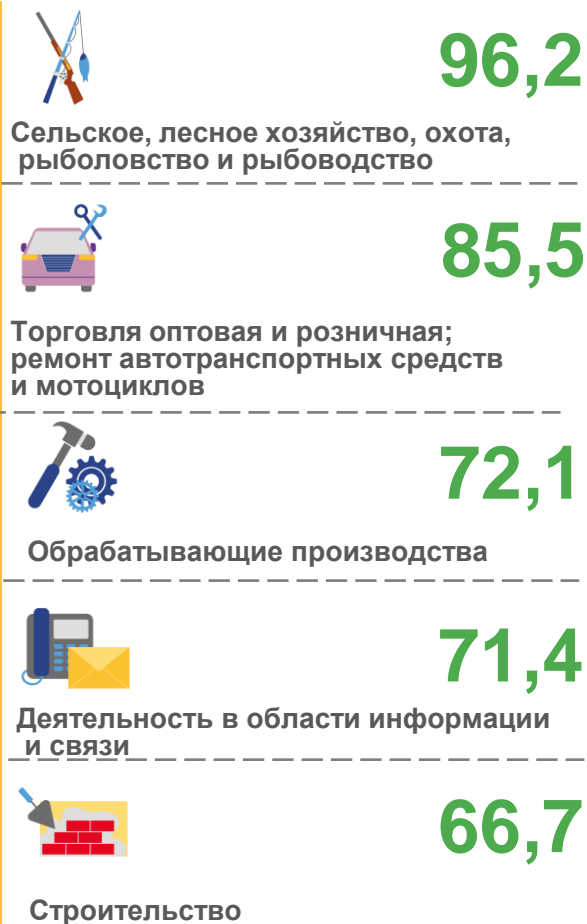 96,2
Сельское, лесное хозяйство, охота,
рыболовство и рыбоводство
85,5
Торговля оптовая и розничная;
ремонт автотранспортных средств
и мотоциклов
72,1
Обрабатывающие производства
71,4
Деятельность в области информации
и связи
66,7
Строительство